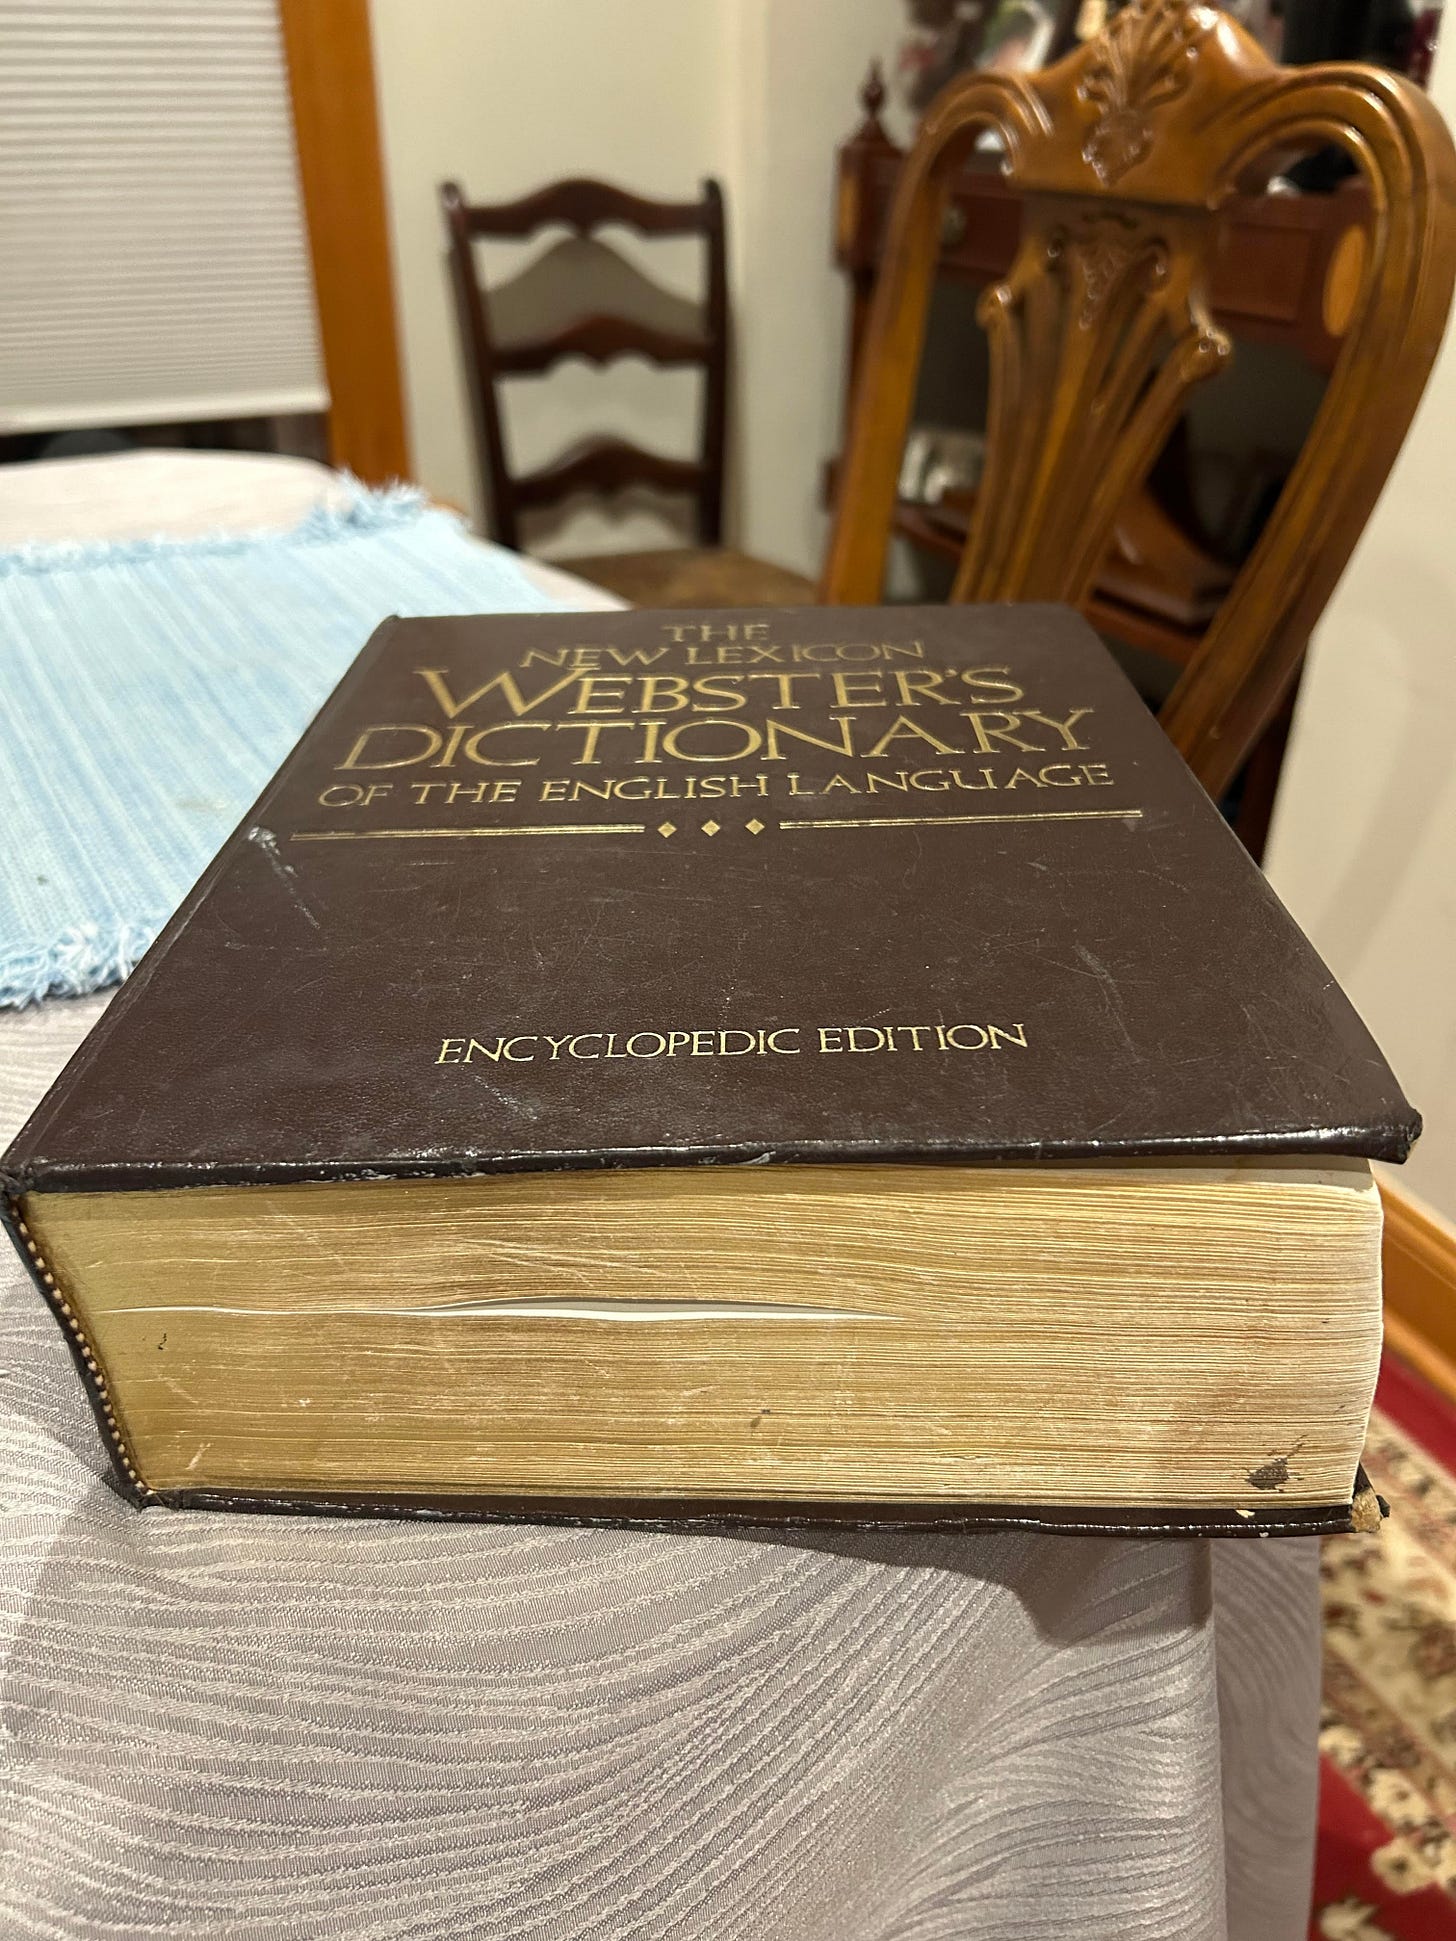 THE
NEW LEXICON
WEBSTER'S
DICTIONARY
OF THE ENGLISH LANGUAGE
ENCYCLOPEDIC EDITION